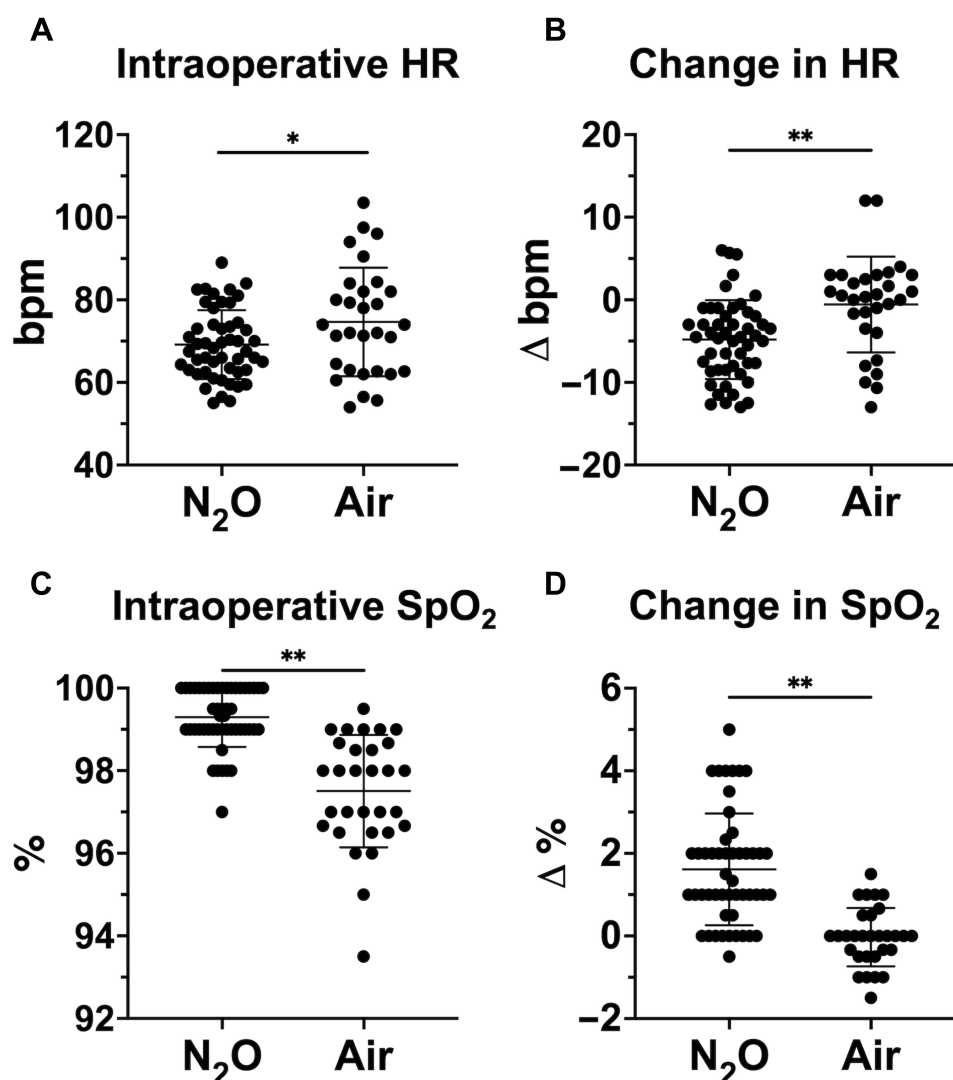 A
Intraoperative HR
bpm
120
100
80
60
40
*
N₂O Air
B
Change in HR
Δ bpm
20
10
0
−10
−20
**
N₂O Air
C
Intraoperative SpO₂
%
100
98
96
94
92
**
N₂O Air
D
Change in SpO₂
Δ %
6
4
2
0
−2
**
N₂O Air